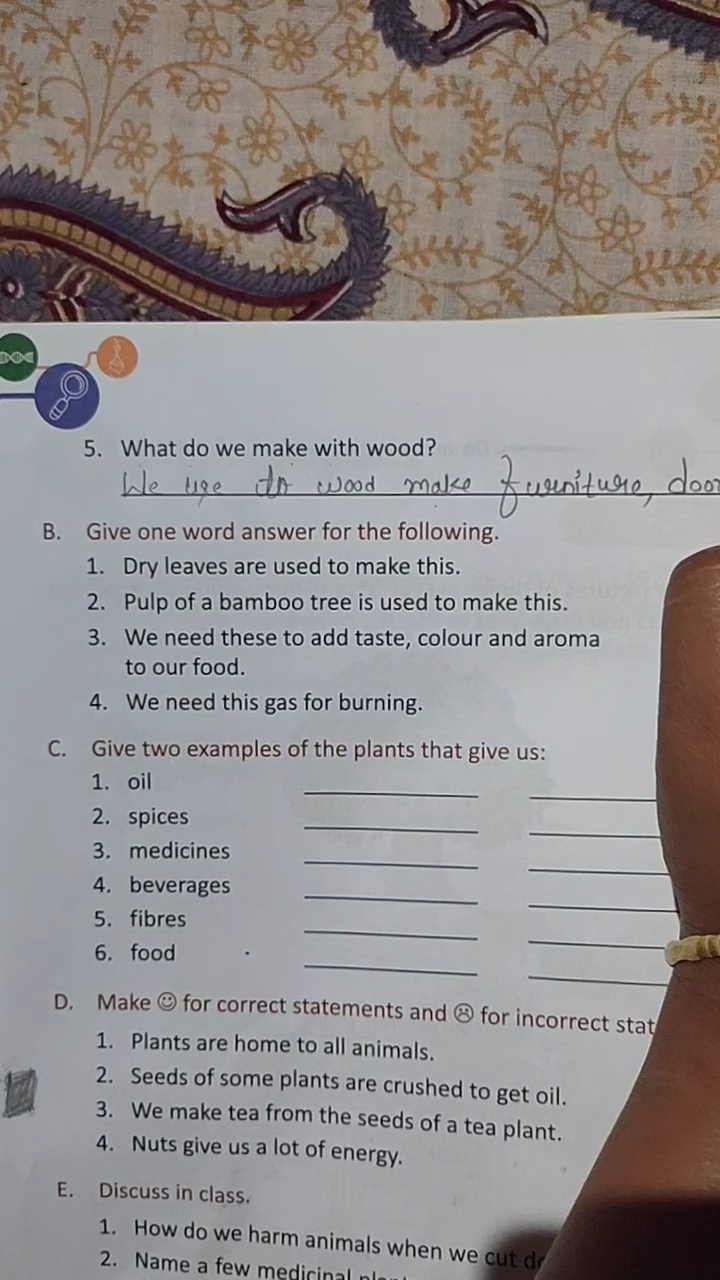 5. What do we make with wood?
We use wood make furniture,
B. Give one word answer for the following.
1. Dry leaves are used to make this.
2. Pulp of a bamboo tree is used to make this.
3. We need these to add taste, colour and aroma
to our food.
4. We need this gas for burning.
C. Give two examples of the plants that give us:
1. oil
2. spices
3. medicines
4. beverages
5. fibres
6. food
D. Make ☺ for correct statements and ☹ for incorrect
1. Plants are home to all animals.
2. Seeds of some plants are crushed to get oil.
3. We make tea from the seeds of a tea plant.
4. Nuts give us a lot of energy.
E. Discuss in class.
1. How do we harm animals when we cut
2. Name a few medicinal